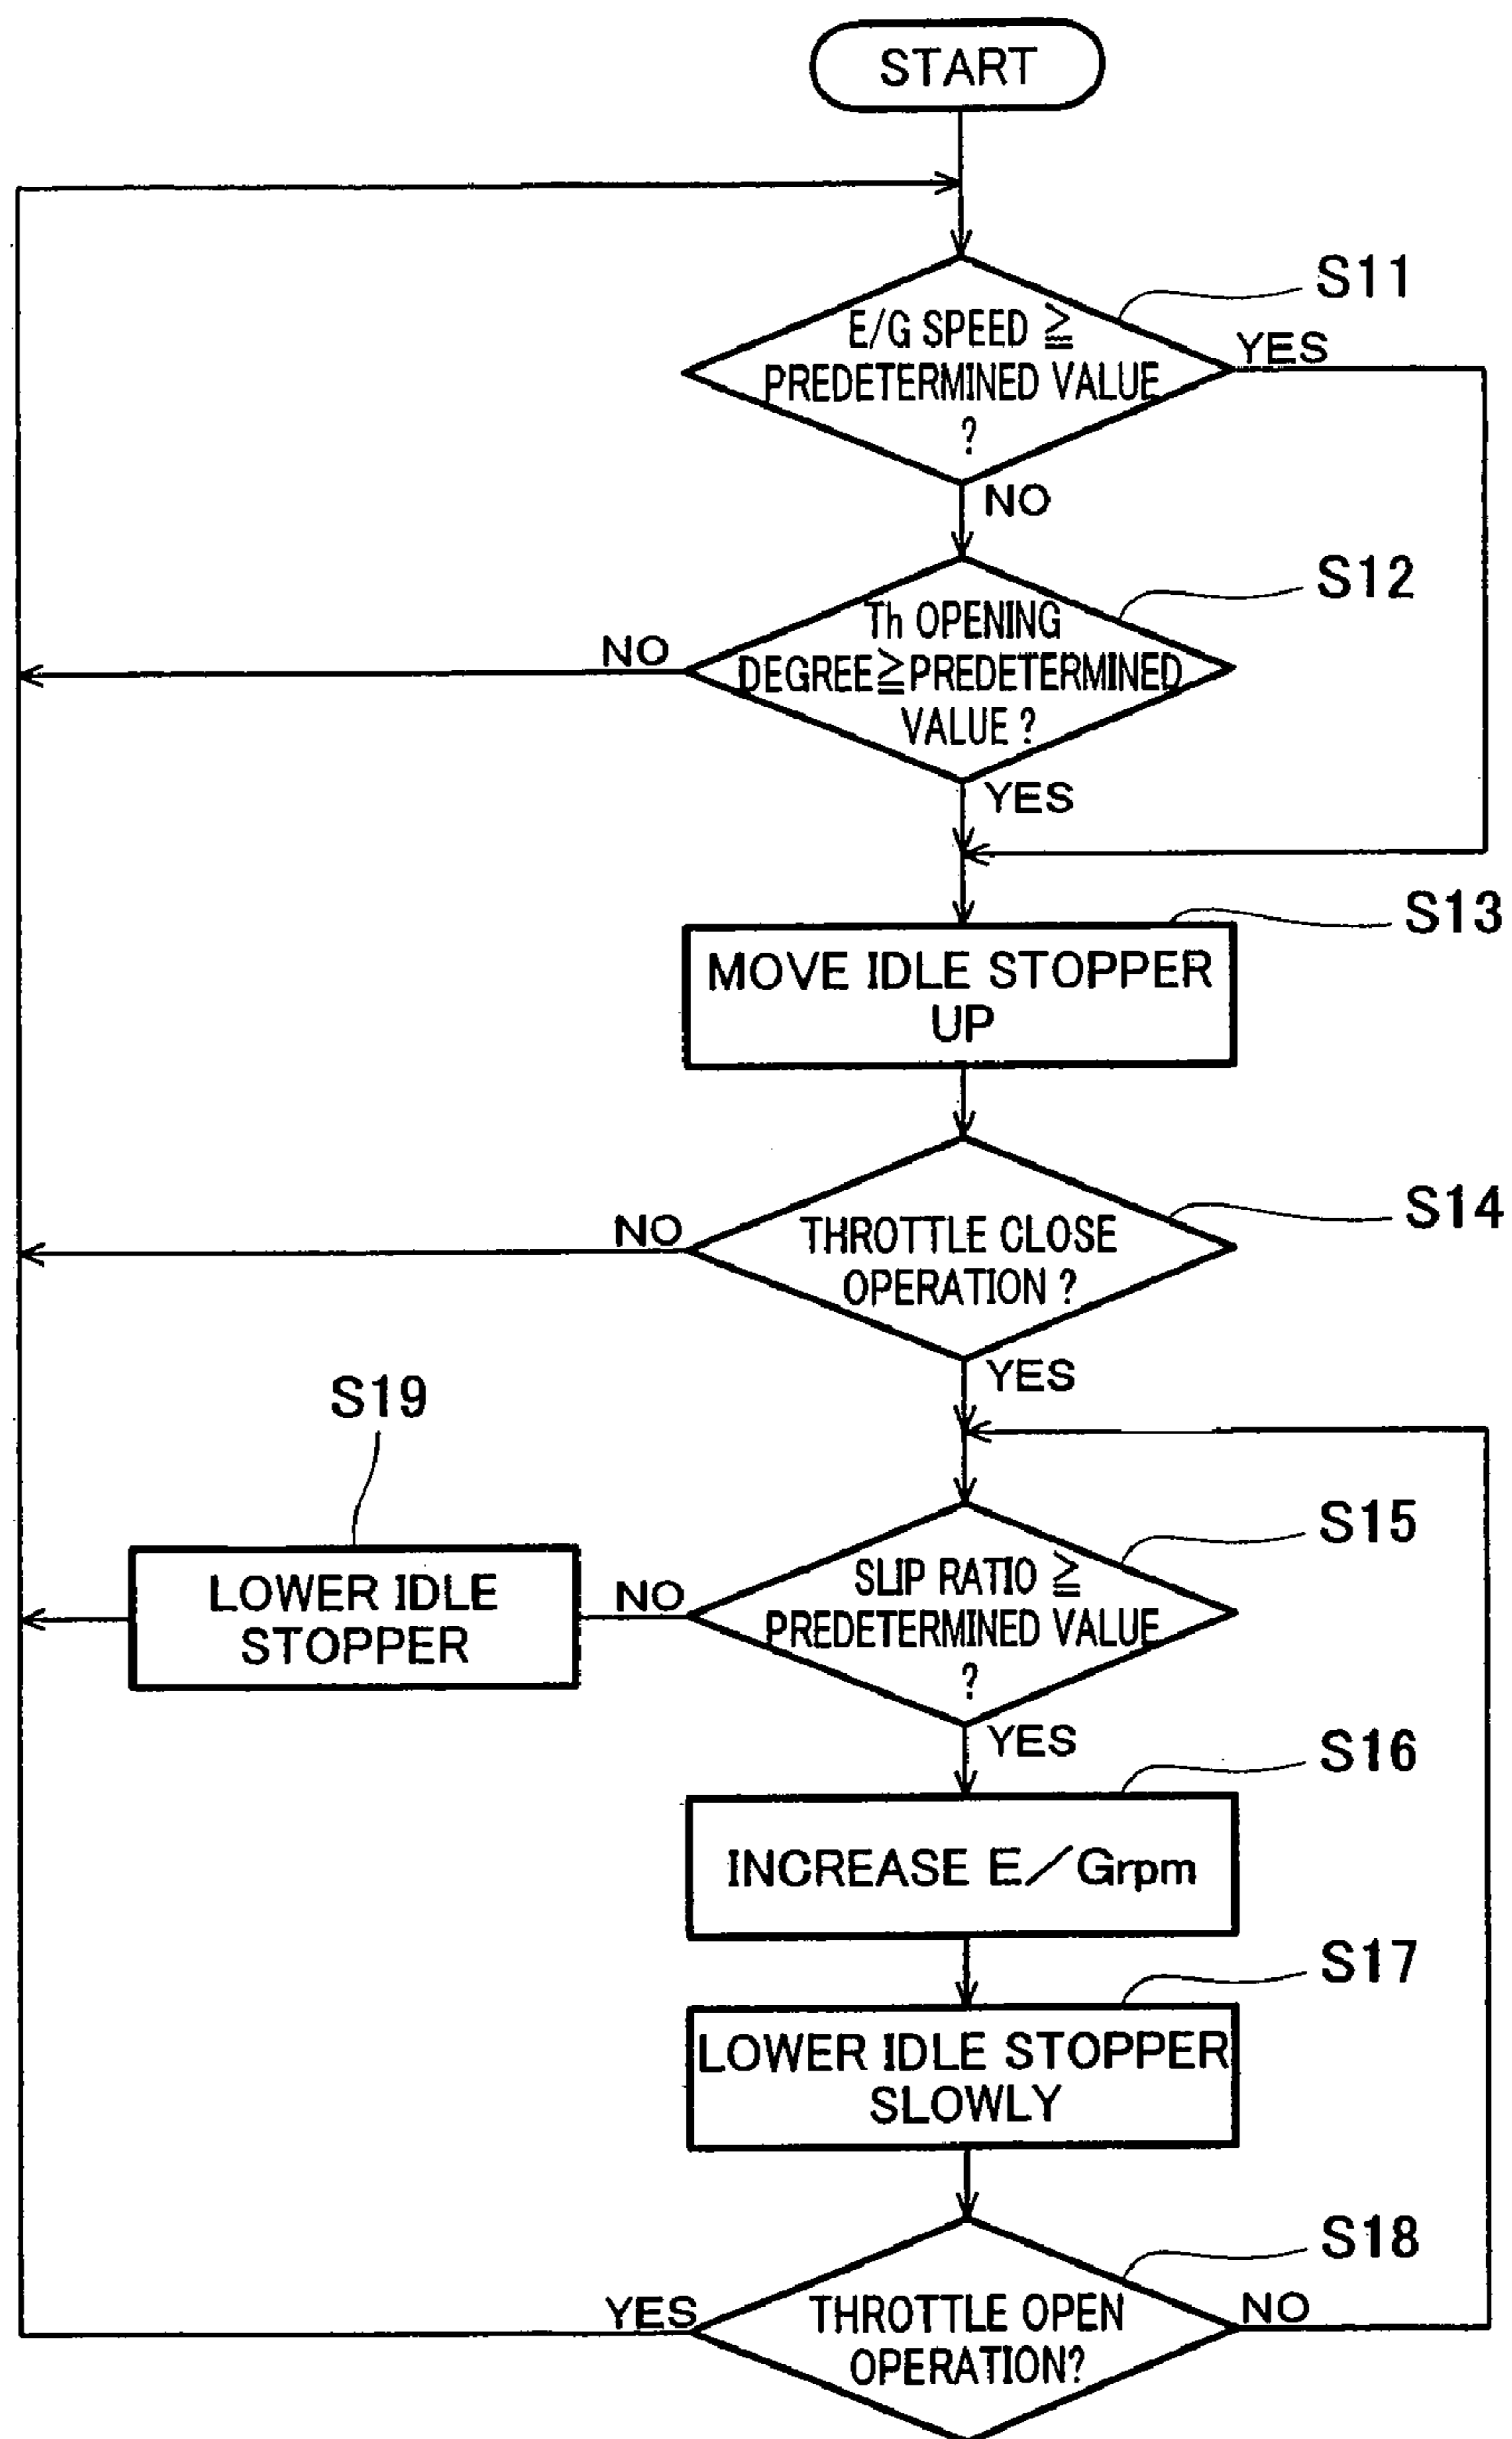 START
S11
E/G SPEED ≧
PREDETERMINED VALUE
?
YES
NO
S12
Th OPENING
DEGREE≧PREDETERMINED
VALUE ?
NO
YES
S13
MOVE IDLE STOPPER
UP
S14
THROTTLE CLOSE
OPERATION ?
NO
YES
S19
LOWER IDLE
STOPPER
S15
SLIP RATIO ≧
PREDETERMINED VALUE
?
NO
YES
S16
INCREASE E/Grpm
S17
LOWER IDLE STOPPER
SLOWLY
S18
THROTTLE OPEN
OPERATION?
YES
NO